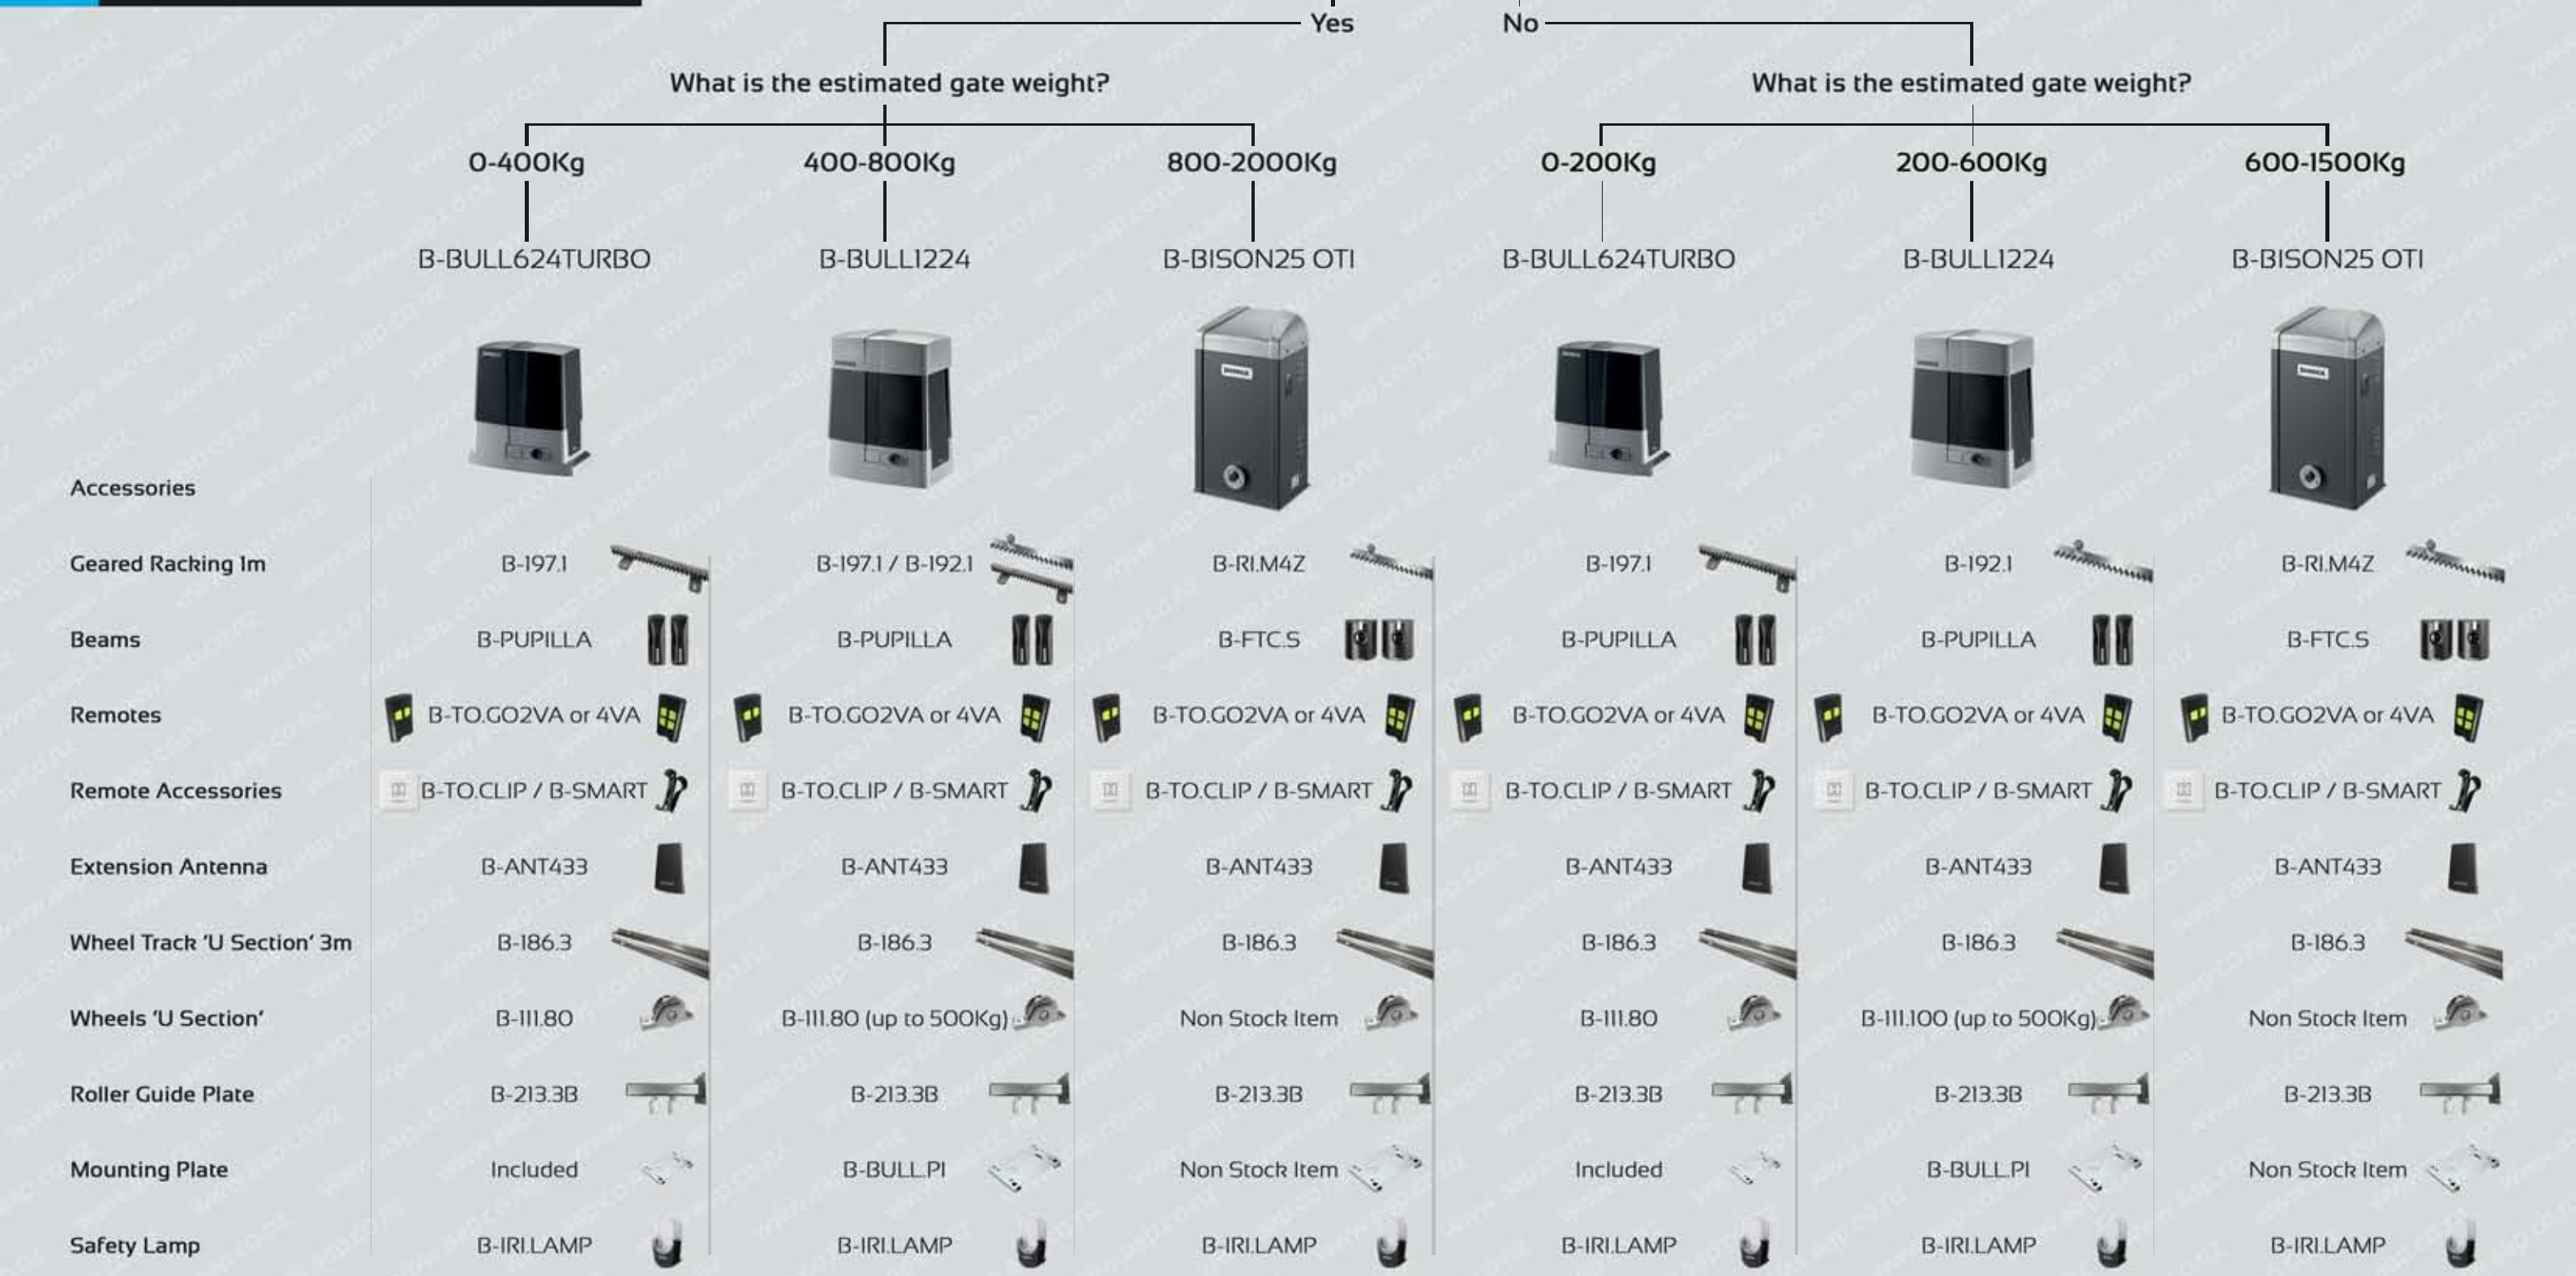 Yes No
What is the estimated gate weight? What is the estimated gate weight?
0-400Kg 400-800Kg 800-2000Kg 0-200Kg 200-600Kg 600-1500Kg
B-BULL624TURBO B-BULL1224 B-BISON25 OTI B-BULL624TURBO B-BULL1224 B-BISON25 OTI
Accessories
Geared Racking 1m B-197.1 B-197.1 / B-192.1 B-RI.M4Z B-197.1 B-192.1 B-RI.M4Z
Beams B-PUPILLA B-PUPILLA B-FTC.S B-PUPILLA B-PUPILLA B-FTC.S
Remotes B-TO.GO2VA or 4VA B-TO.GO2VA or 4VA B-TO.GO2VA or 4VA B-TO.GO2VA or 4VA B-TO.GO2VA or 4VA B-TO.GO2VA or 4VA
Remote Accessories B-TO.CLIP / B-SMART B-TO.CLIP / B-SMART B-TO.CLIP / B-SMART B-TO.CLIP / B-SMART B-TO.CLIP / B-SMART B-TO.CLIP / B-SMART
Extension Antenna B-ANT433 B-ANT433 B-ANT433 B-ANT433 B-ANT433 B-ANT433
Wheel Track ‘U Section’ 3m B-186.3 B-186.3 B-186.3 B-186.3 B-186.3 B-186.3
Wheels ‘U Section’ B-111.80 B-111.80 (up to 500Kg) Non Stock Item B-111.80 B-111.100 (up to 500Kg) Non Stock Item
Roller Guide Plate B-213.3B B-213.3B B-213.3B B-213.3B B-213.3B B-213.3B
Mounting Plate Included B-BULL.PI Non Stock Item Included B-BULL.PI Non Stock Item
Safety Lamp B-IRI.LAMP B-IRI.LAMP B-IRI.LAMP B-IRI.LAMP B-IRI.LAMP B-IRI.LAMP